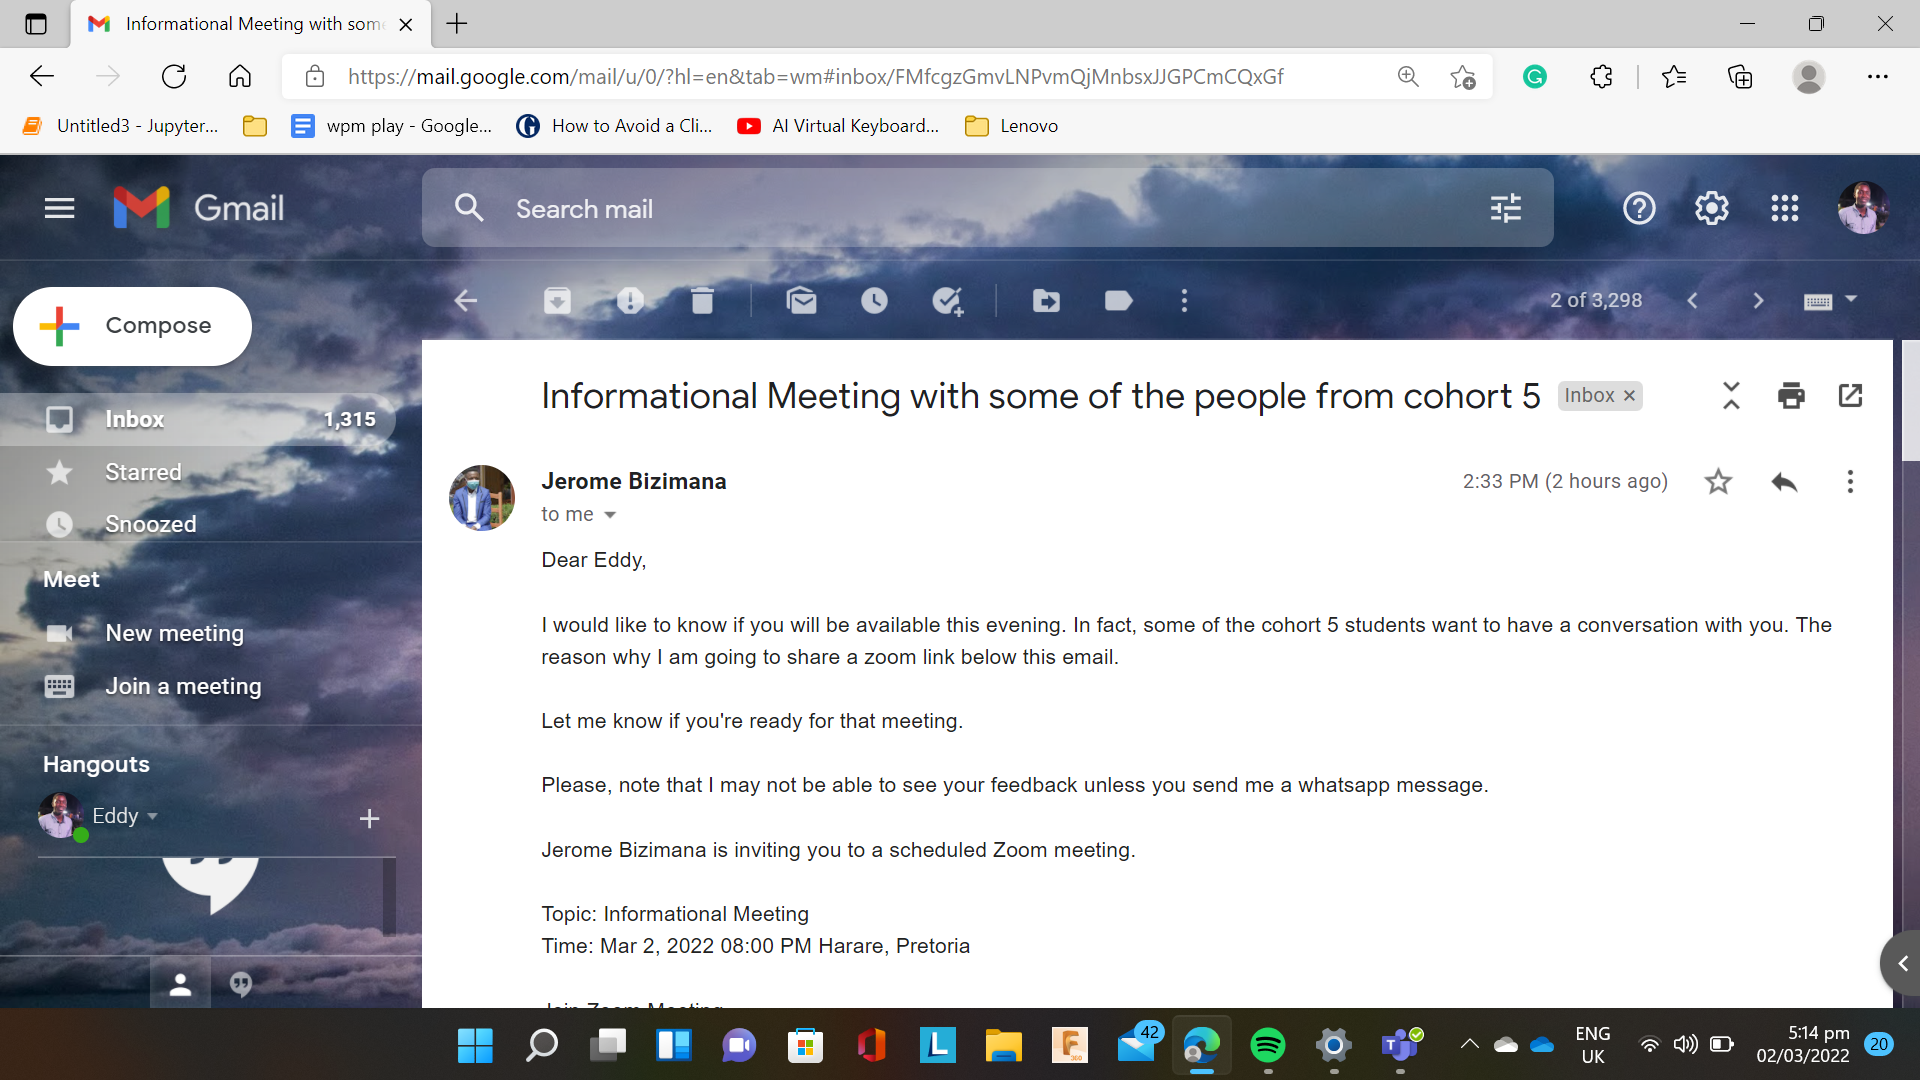 Informational Meeting with some
https://mail.google.com/mail/u/0/?hl=en&tab=wm#inbox/FMfcgzGmvLNPvmQjMnbsxJJGPCmCQxGf
Untitled3 - Jupyter...
wpm play - Google...
How to Avoid a Cli...
AI Virtual Keyboard...
Lenovo
Gmail
Search mail
Compose
2 of 3,298
Inbox 1,315
Starred
Snoozed
Meet
New meeting
Join a meeting
Hangouts
Eddy
Informational Meeting with some of the people from cohort 5
Inbox ×
Jerome Bizimana
2:33 PM (2 hours ago)
to me
Dear Eddy,
I would like to know if you will be available this evening. In fact, some of the cohort 5 students want to have a conversation with you. The
reason why I am going to share a zoom link below this email.
Let me know if you're ready for that meeting.
Please, note that I may not be able to see your feedback unless you send me a whatsapp message.
Jerome Bizimana is inviting you to a scheduled Zoom meeting.
Topic: Informational Meeting
Time: Mar 2, 2022 08:00 PM Harare, Pretoria
Join Zoom Meeting
L
F
360
42
T
ENG
UK
5:14 pm
02/03/2022
20